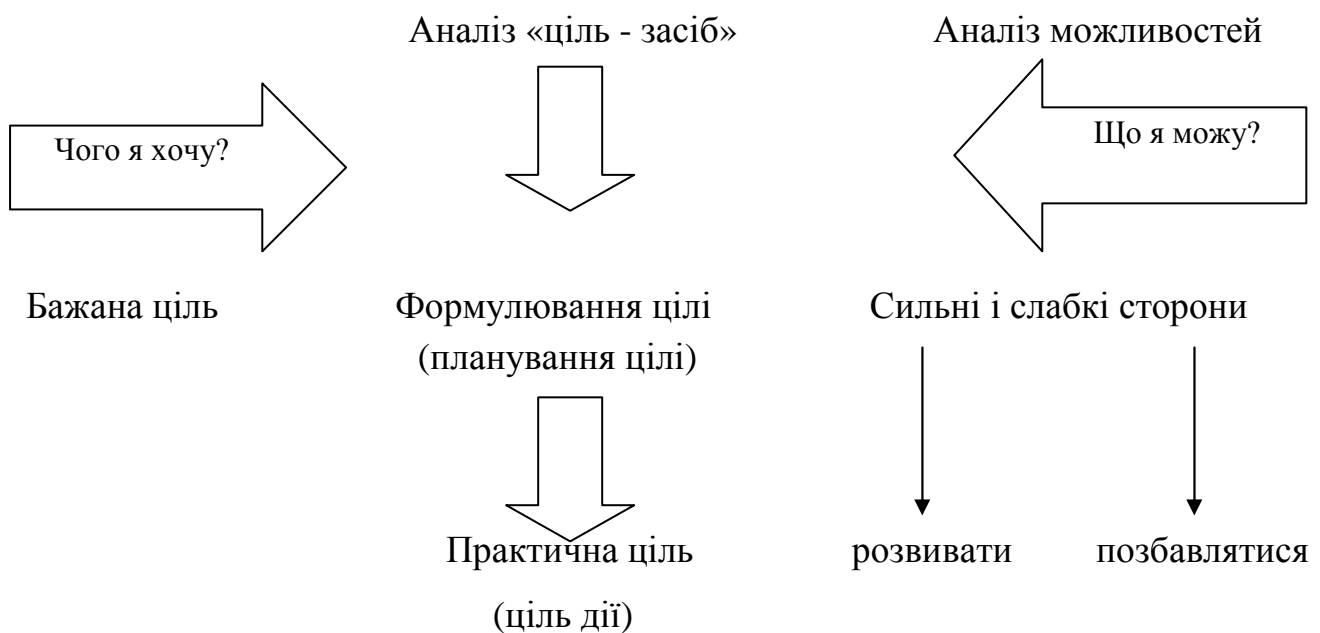 Аналіз «ціль - засіб»
Аналіз можливостей
Чого я хочу?
Що я можу?
Бажана ціль
Формулювання цілі
(планування цілі)
Сильні і слабкі сторони
Практична ціль
(ціль дії)
розвивати
позбавлятися